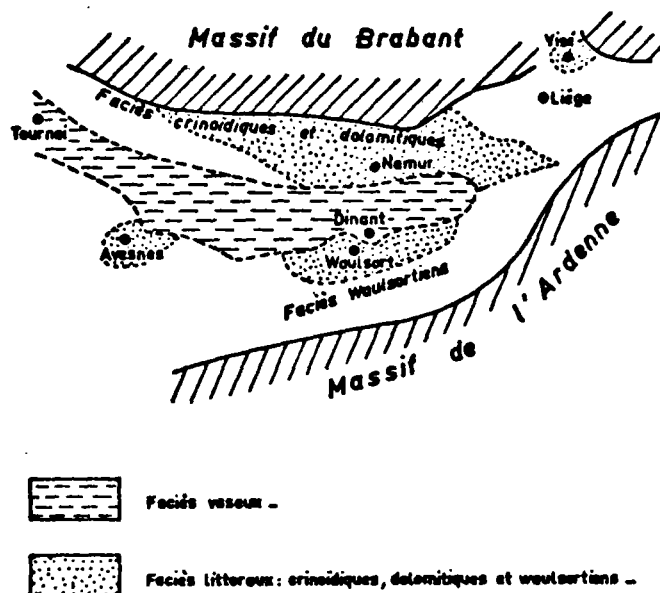 Massif du Brabant
Visé
Liége
Faciès crinoïdiques et dolomitiques
Tournai
Namur
Dinant
Avesnes
Waulsort
Faciès Waulsortiens
Massif de l'Ardenne
Faciès vaseux _
Faciès littoraux : crinoïdiques, dolomitiques et waulsortiens _